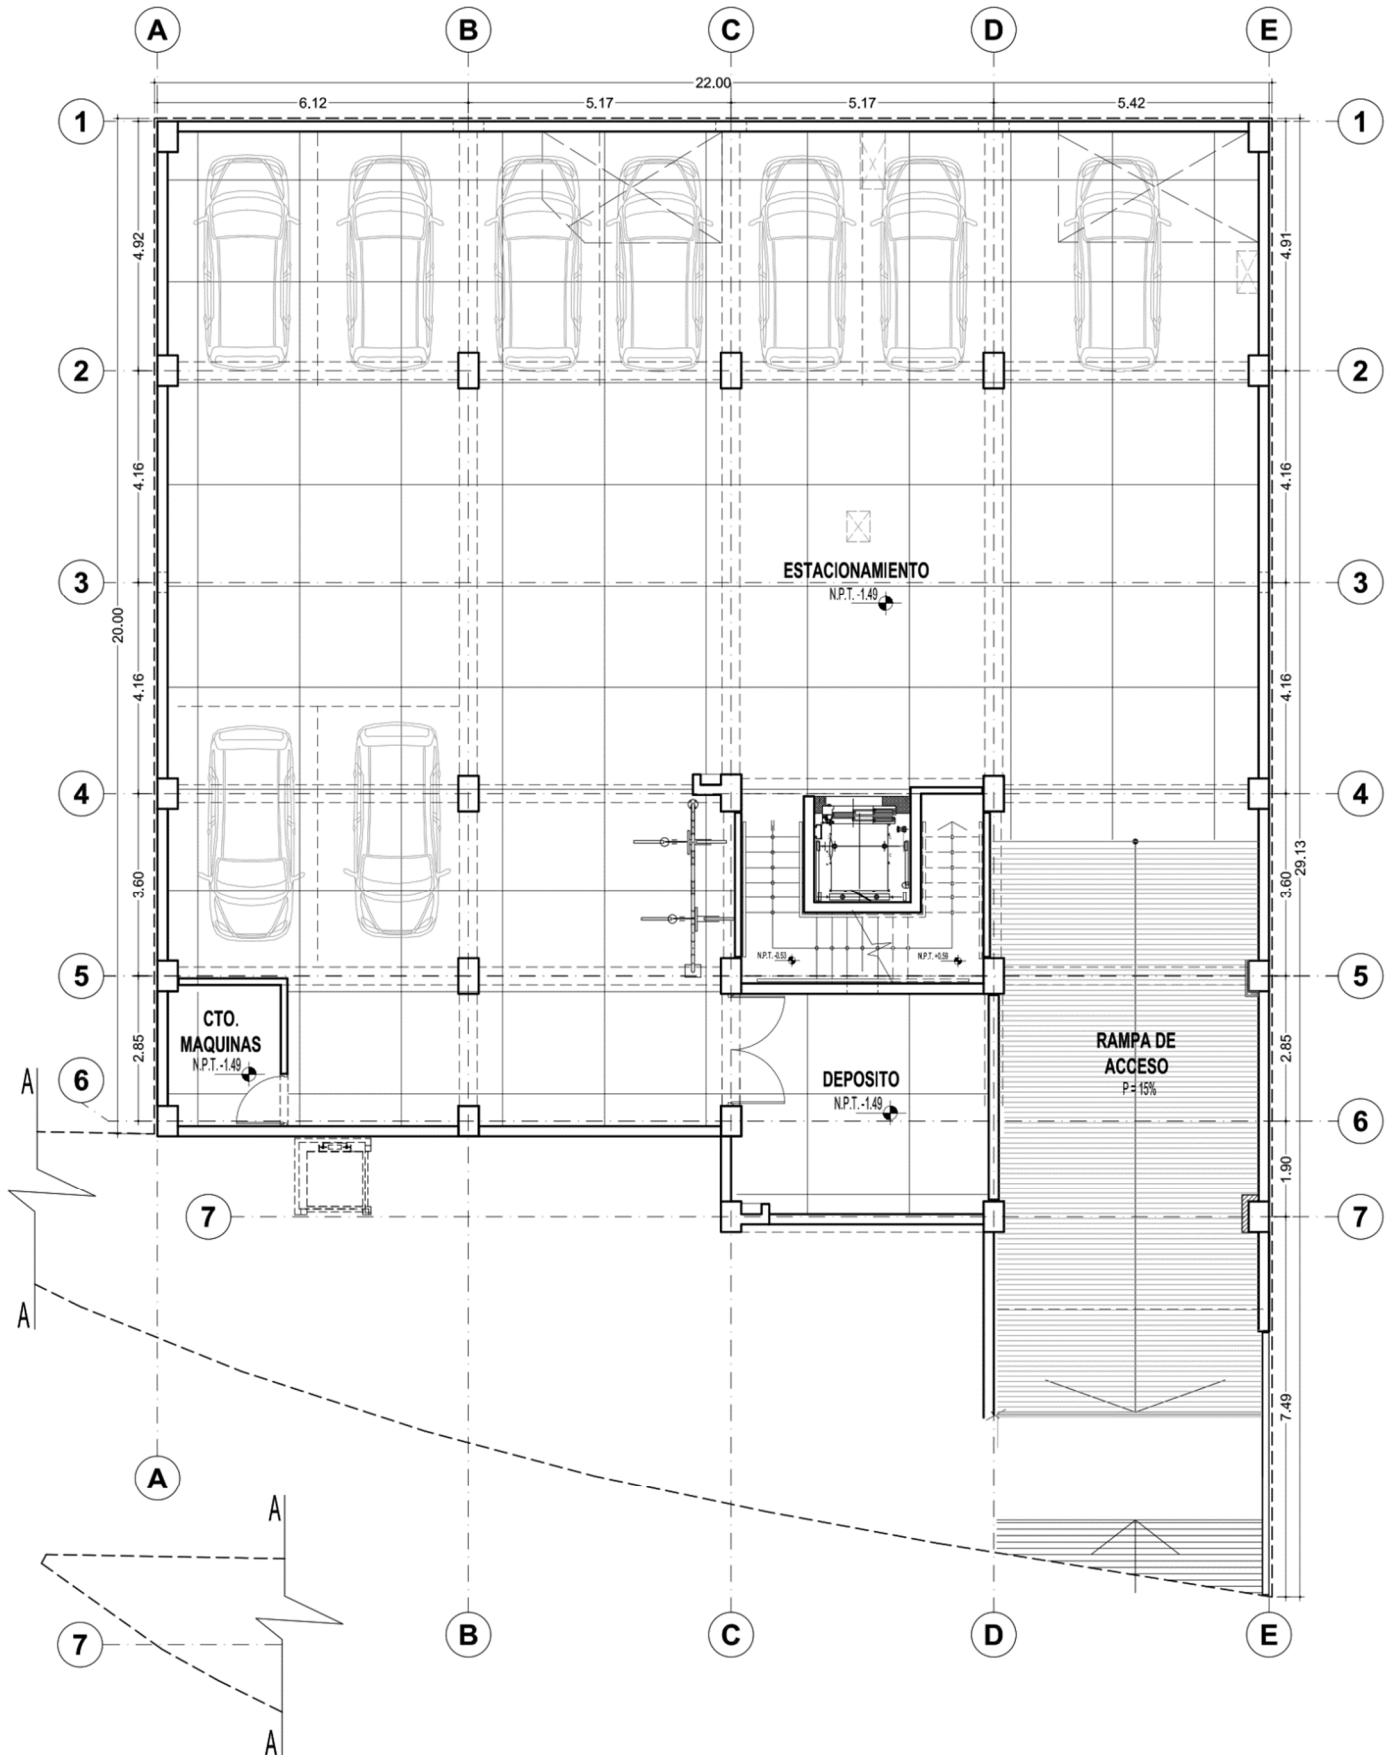 A B C D E
22.00
6.12 5.17 5.17 5.42
1 1
4.92 4.91
2 2
4.16 4.16
3 ESTACIONAMIENTO 3
N.P.T. -1.49
20.00
4.16 4.16
4 4
29.13
3.60 3.60
N.P.T. -0.53 N.P.T. +0.59
5 5
CTO.
MAQUINAS
N.P.T. -1.49
2.85 2.85
RAMPA DE
ACCESO
P = 15%
DEPOSITO
N.P.T. -1.49
A
6 6
1.90
7 7
A
7.49
A
A
B C D E
7
A